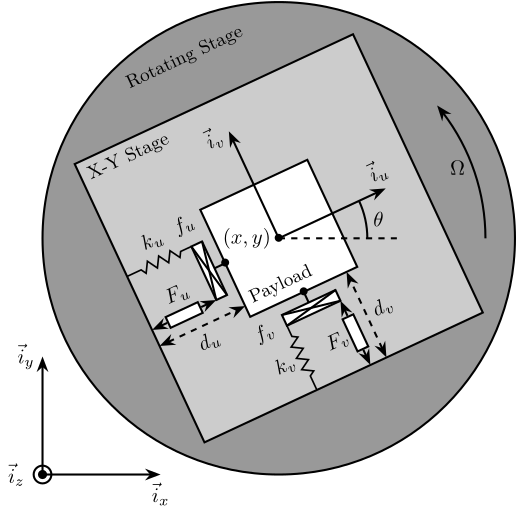 Rotating Stage
X-Y Stage
$\vec{i}_v$
$\vec{i}_u$
$\Omega$
$f_u$
$k_u$
$(x, y)$
$\theta$
$F_u$
Payload
$d_u$
$f_v$
$F_v$
$d_v$
$k_v$
$\vec{i}_y$
$\vec{i}_z$
$\vec{i}_x$